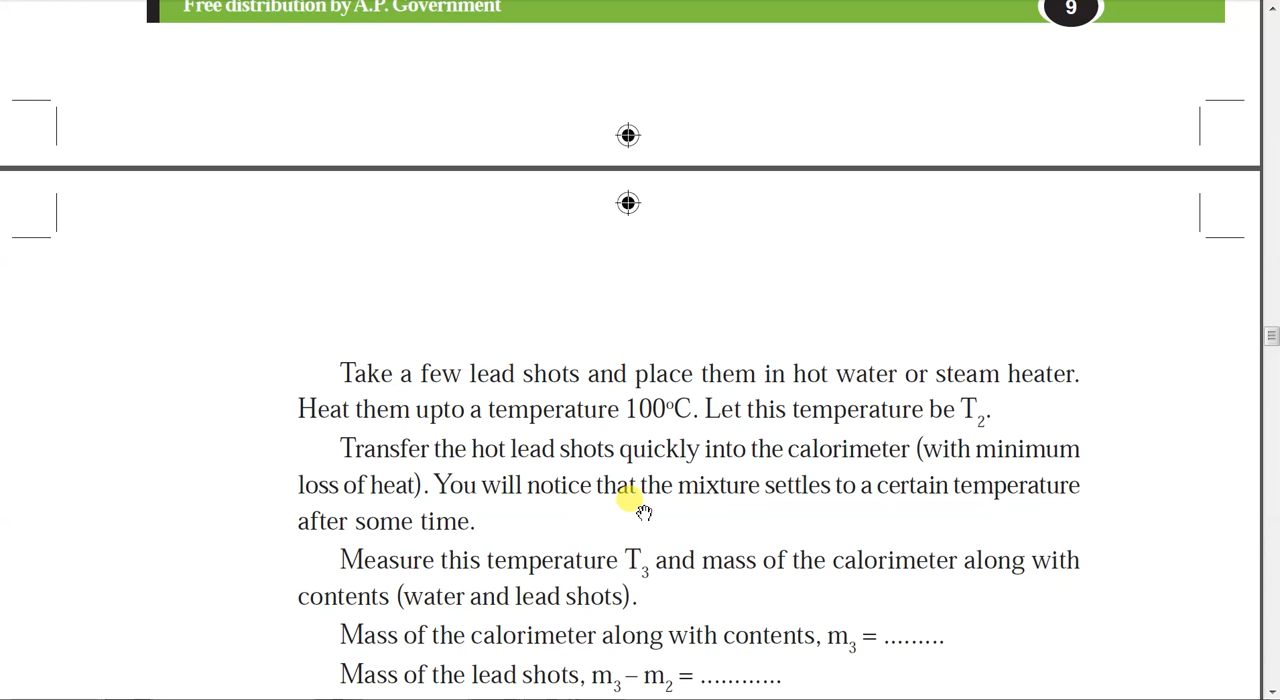 Free distribution by A.P. Government
9
Take a few lead shots and place them in hot water or steam heater.
Heat them upto a temperature 100°C. Let this temperature be T₂.
Transfer the hot lead shots quickly into the calorimeter (with minimum
loss of heat). You will notice that the mixture settles to a certain temperature
after some time.
Measure this temperature T₃ and mass of the calorimeter along with
contents (water and lead shots).
Mass of the calorimeter along with contents, m₃ = .........
Mass of the lead shots, m₃ – m₂ = ............